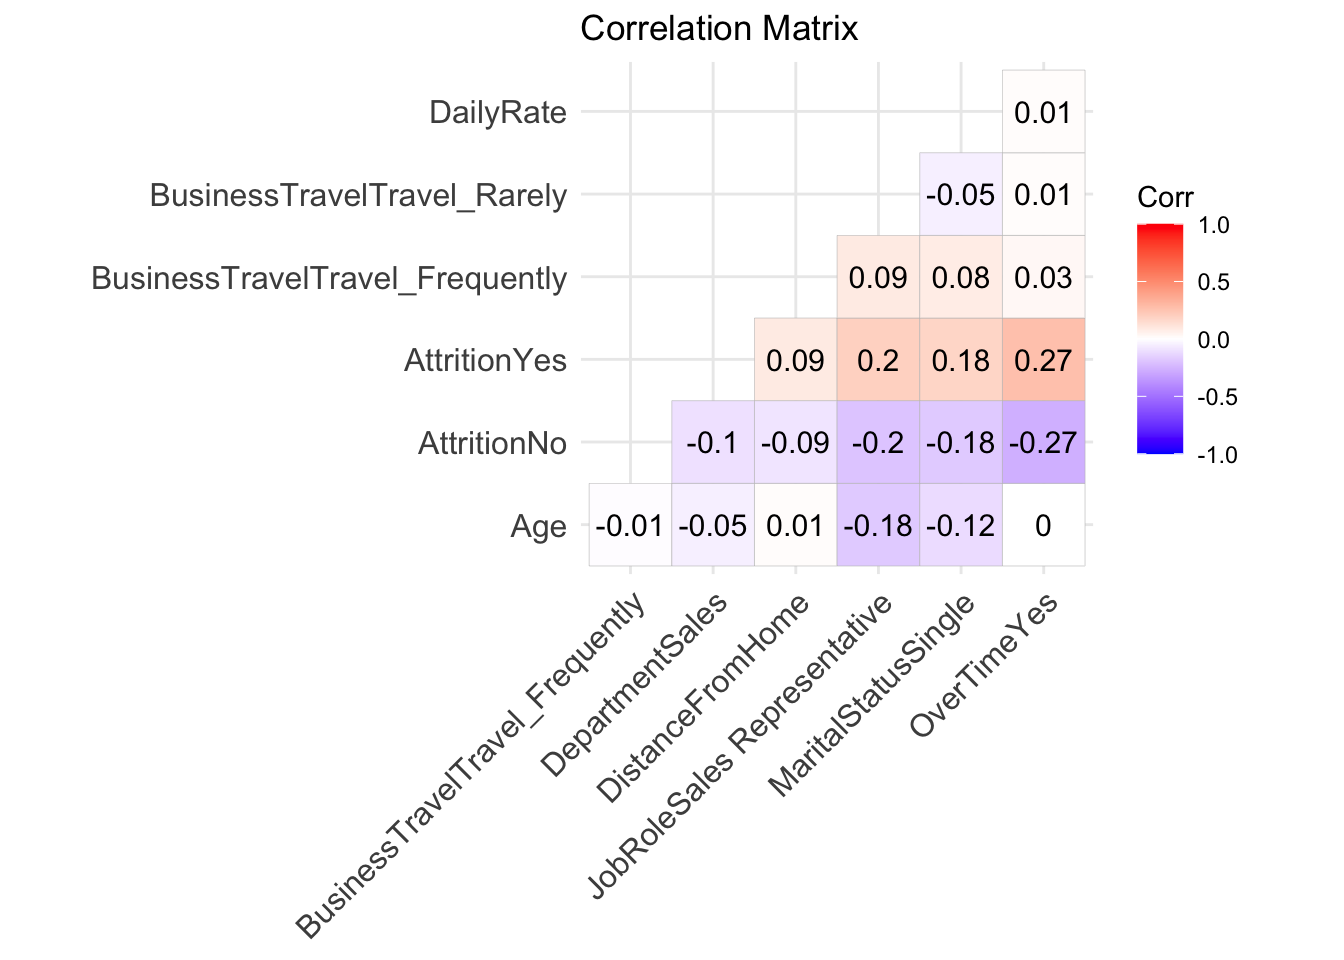 Correlation Matrix
DailyRate 0.01
BusinessTravelTravel_Rarely -0.05 0.01
BusinessTravelTravel_Frequently 0.09 0.08 0.03
AttritionYes 0.09 0.2 0.18 0.27
AttritionNo -0.1 -0.09 -0.2 -0.18 -0.27
Age -0.01 -0.05 0.01 -0.18 -0.12 0
BusinessTravelTravel_Frequently
DepartmentSales
DistanceFromHome
JobRoleSales Representative
MaritalStatusSingle
OverTimeYes
Corr
1.0
0.5
0.0
-0.5
-1.0